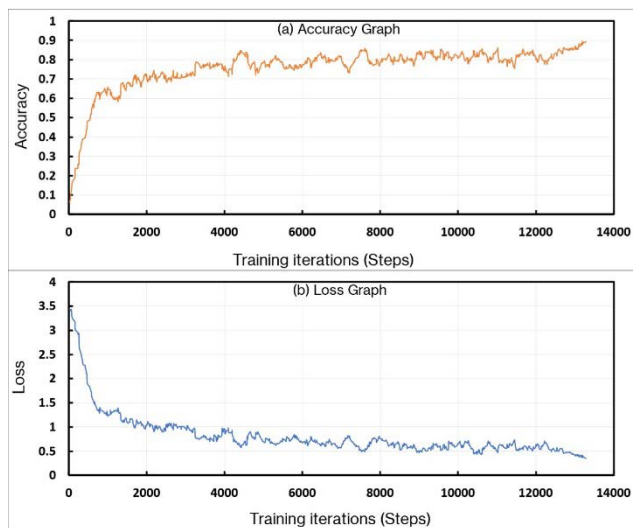 (a) Accuracy Graph
1
0.9
0.8
0.7
0.6
0.5
0.4
0.3
0.2
0.1
0
Accuracy
0 2000 4000 6000 8000 10000 12000 14000
Training iterations (Steps)
(b) Loss Graph
4
3.5
3
2.5
2
1.5
1
0.5
0
Loss
0 2000 4000 6000 8000 10000 12000 14000
Training iterations (Steps)